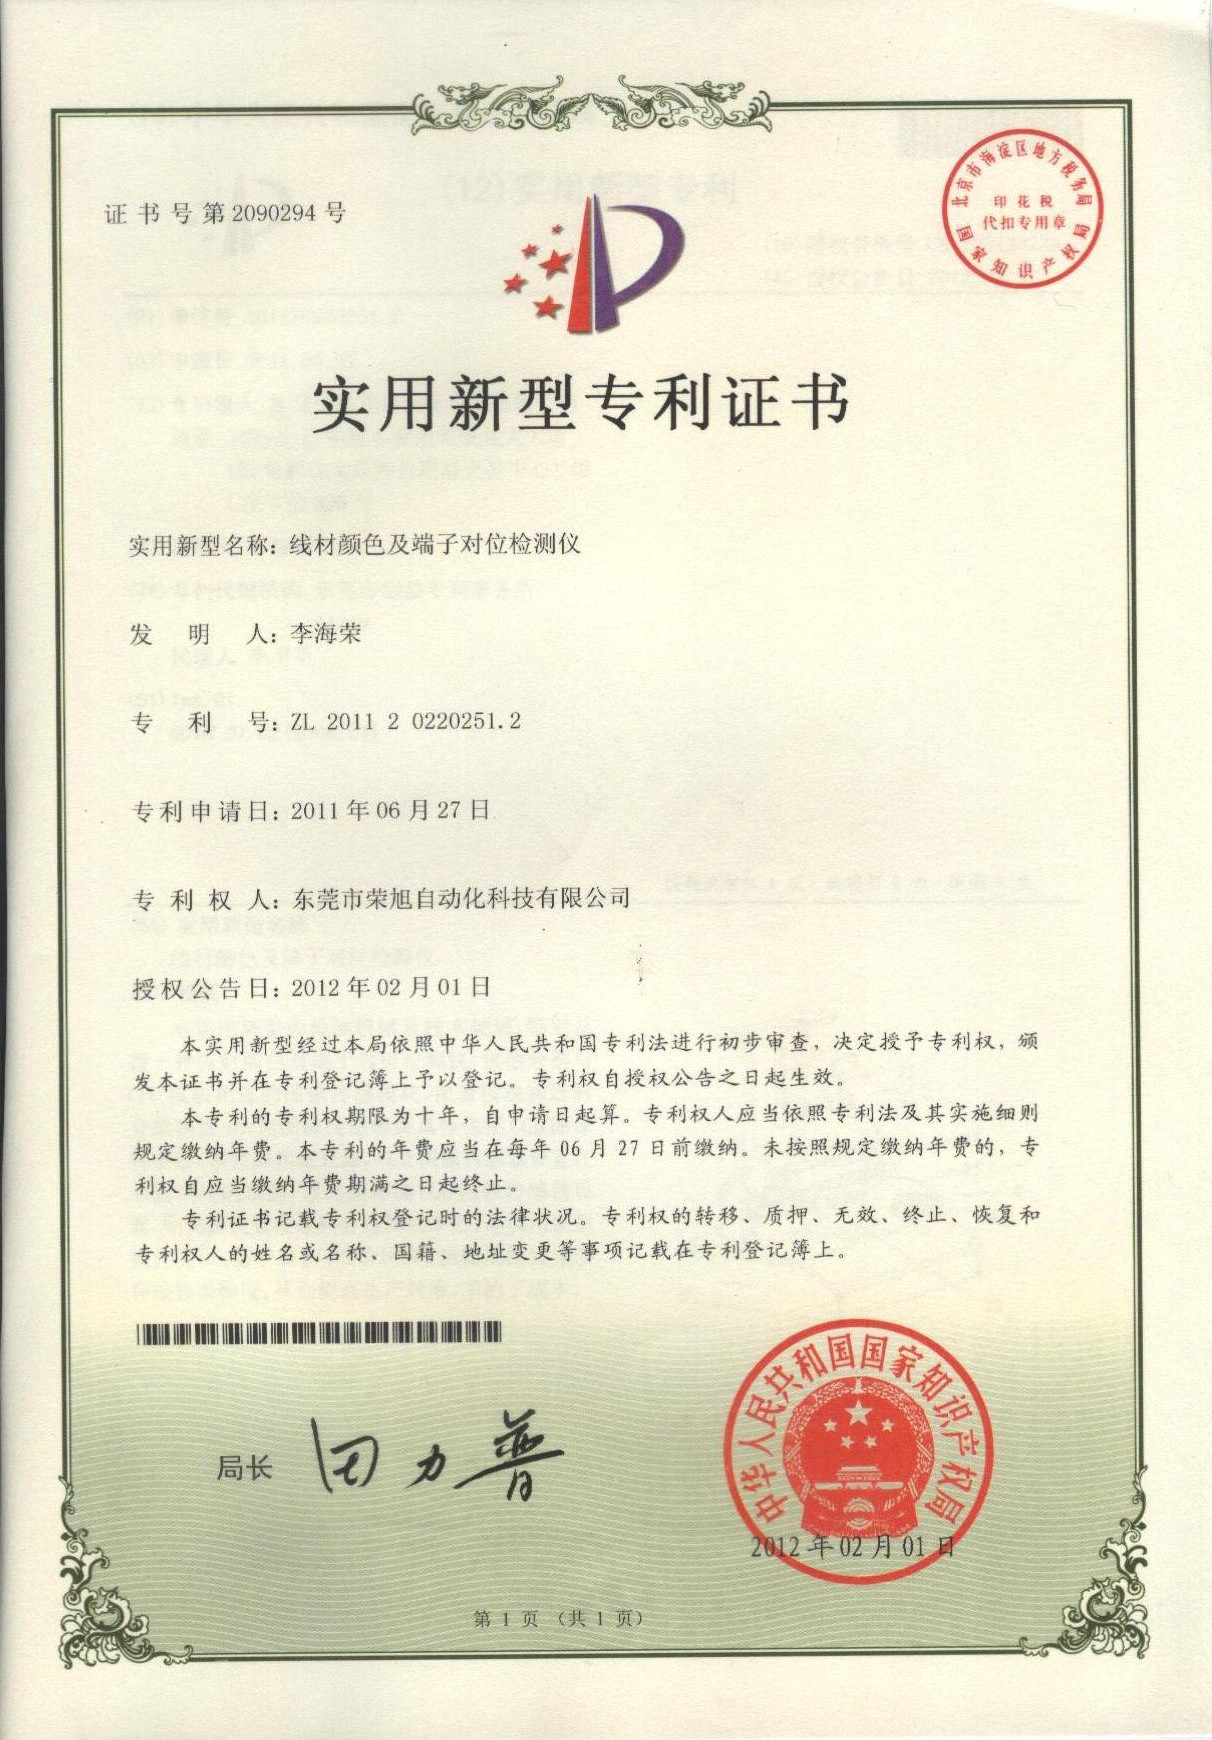 证书号第2090294号
北京市海淀区地方税务局
印花税
代扣专用章
国家知识产权局
实用新型专利证书
实用新型名称：线材颜色及端子对位检测仪
发明人：李海荣
专利号：ZL 2011 2 0220251.2
专利申请日：2011年06月27日
专利权人：东莞市荣旭自动化科技有限公司
授权公告日：2012年02月01日
本实用新型经过本局依照中华人民共和国专利法进行初步审查，决定授予专利权，颁
发本证书并在专利登记簿上予以登记。专利权自授权公告之日起生效。
本专利的专利权期限为十年，自申请日起算。专利权人应当依照专利法及其实施细则
规定缴纳年费。本专利的年费应当在每年06月27日前缴纳。未按照规定缴纳年费的，专
利权自应当缴纳年费期满之日起终止。
专利证书记载专利权登记时的法律状况。专利权的转移、质押、无效、终止、恢复和
专利权人的姓名或名称、国籍、地址变更等事项记载在专利登记簿上。
局长 田力普
中华人民共和国国家知识产权局
2012年02月01日
第1页（共1页）